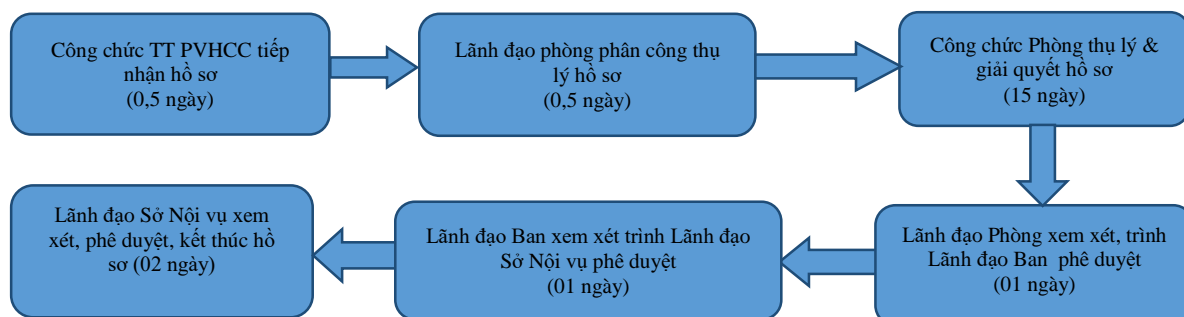 Công chức TT PVHCC tiếp
nhận hồ sơ
(0,5 ngày)
Lãnh đạo phòng phân công thụ
lý hồ sơ
(0,5 ngày)
Công chức Phòng thụ lý &
giải quyết hồ sơ
(15 ngày)
Lãnh đạo Phòng xem xét, trình
Lãnh đạo Ban phê duyệt
(01 ngày)
Lãnh đạo Ban xem xét trình Lãnh đạo
Sở Nội vụ phê duyệt
(01 ngày)
Lãnh đạo Sở Nội vụ xem
xét, phê duyệt, kết thúc hồ
sơ (02 ngày)